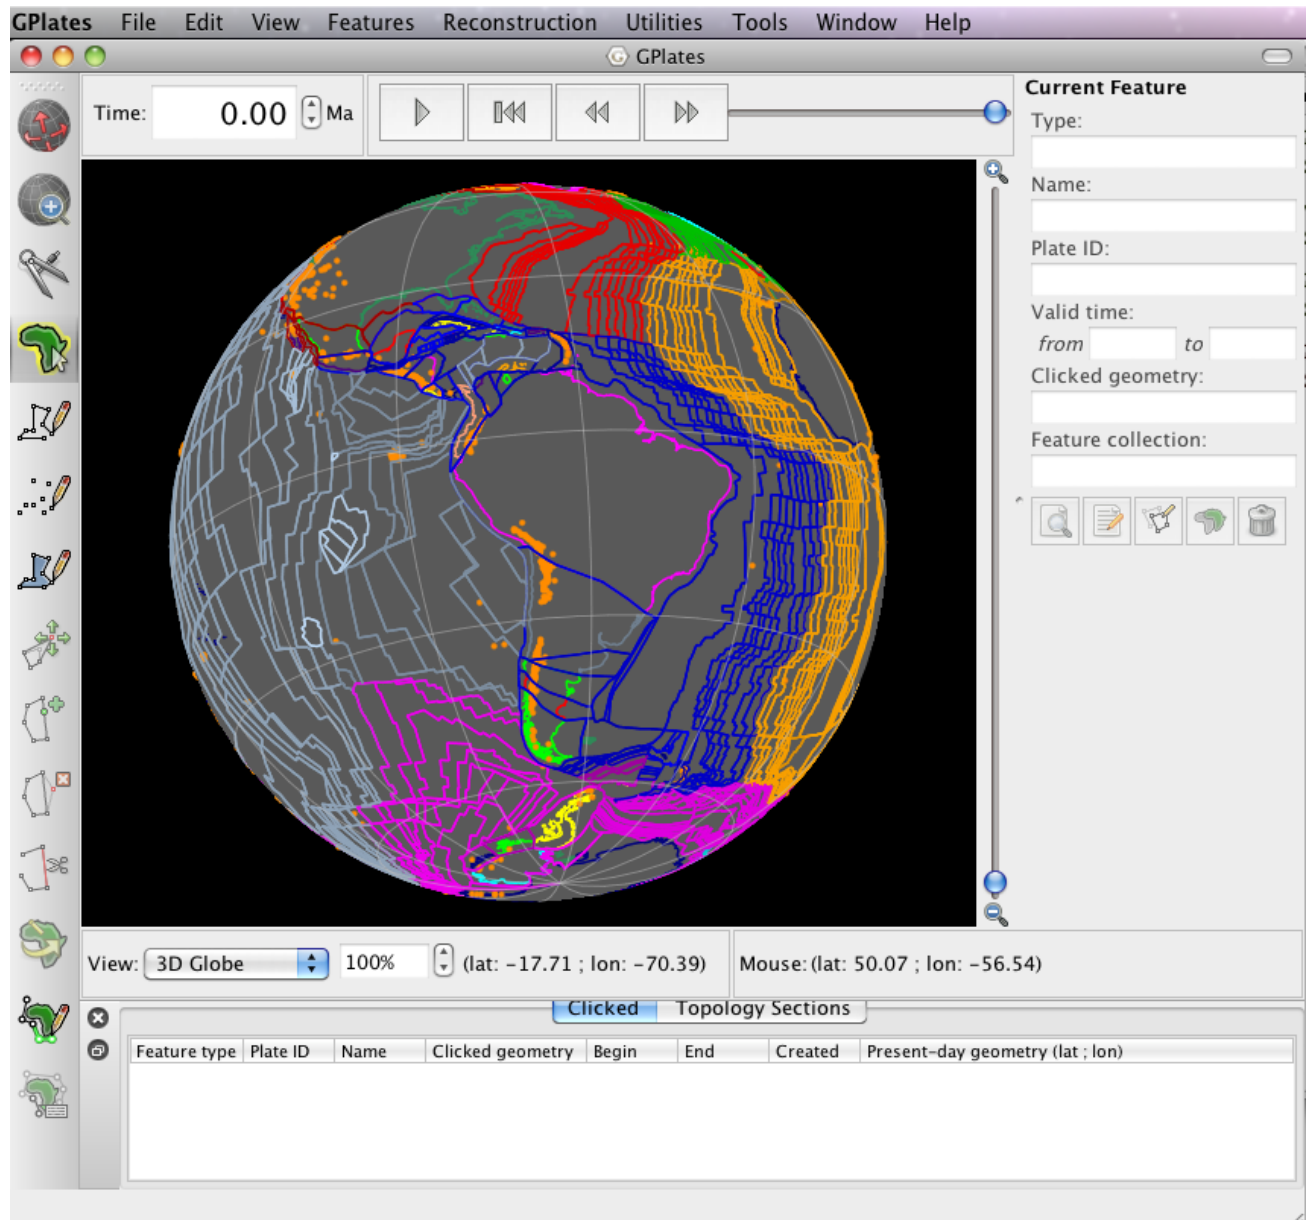 GPlates File Edit View Features Reconstruction Utilities Tools Window Help
GPlates
Time: 0.00 Ma
Current Feature
Type:
Name:
Plate ID:
Valid time:
from to
Clicked geometry:
Feature collection:
View: 3D Globe 100% (lat: -17.71 ; lon: -70.39) Mouse: (lat: 50.07 ; lon: -56.54)
Clicked Topology Sections
Feature type Plate ID Name Clicked geometry Begin End Created Present-day geometry (lat ; lon)